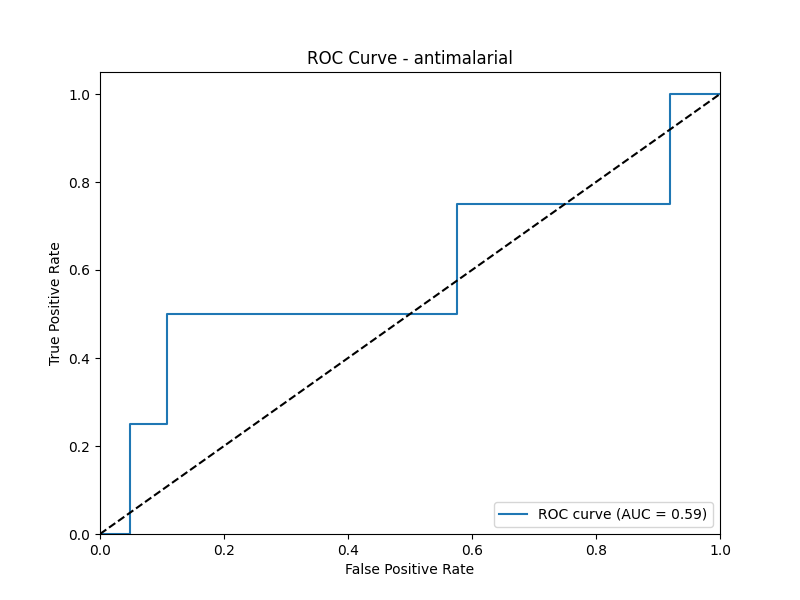 ROC Curve - antimalarial
True Positive Rate
1.0
0.8
0.6
0.4
0.2
0.0
ROC curve (AUC = 0.59)
0.0 0.2 0.4 0.6 0.8 1.0
False Positive Rate